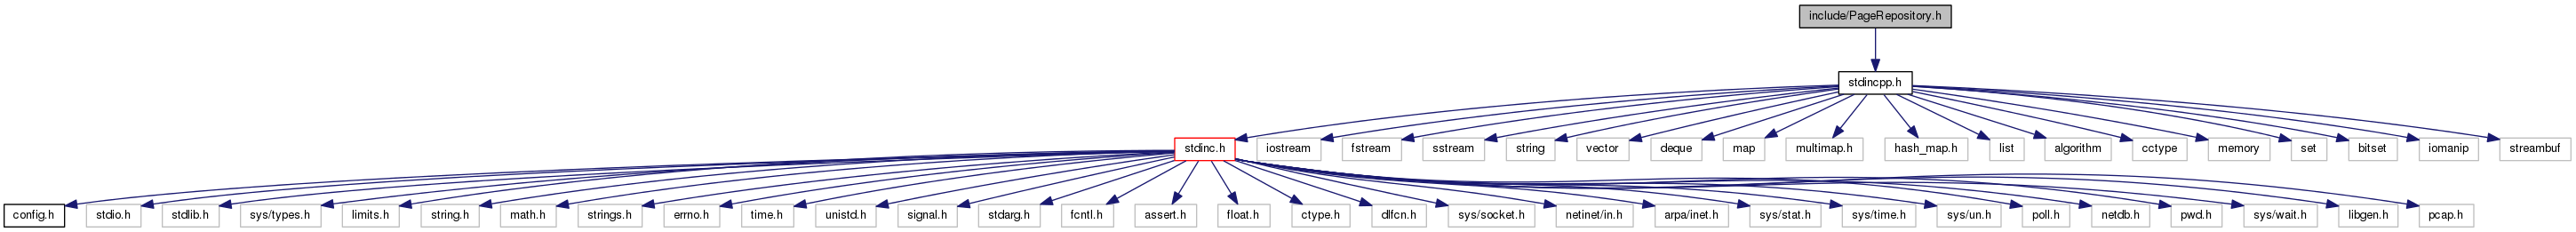 include/PageRepository.h
stdincpp.h
stdinc.h
iostream
fstream
sstream
string
vector
deque
map
multimap.h
hash_map.h
list
algorithm
cctype
memory
set
bitset
iomanip
streambuf
config.h
stdio.h
stdlib.h
sys/types.h
limits.h
string.h
math.h
strings.h
errno.h
time.h
unistd.h
signal.h
stdarg.h
fcntl.h
assert.h
float.h
ctype.h
dlfcn.h
sys/socket.h
netinet/in.h
arpa/inet.h
sys/stat.h
sys/time.h
sys/un.h
poll.h
netdb.h
pwd.h
sys/wait.h
libgen.h
pcap.h